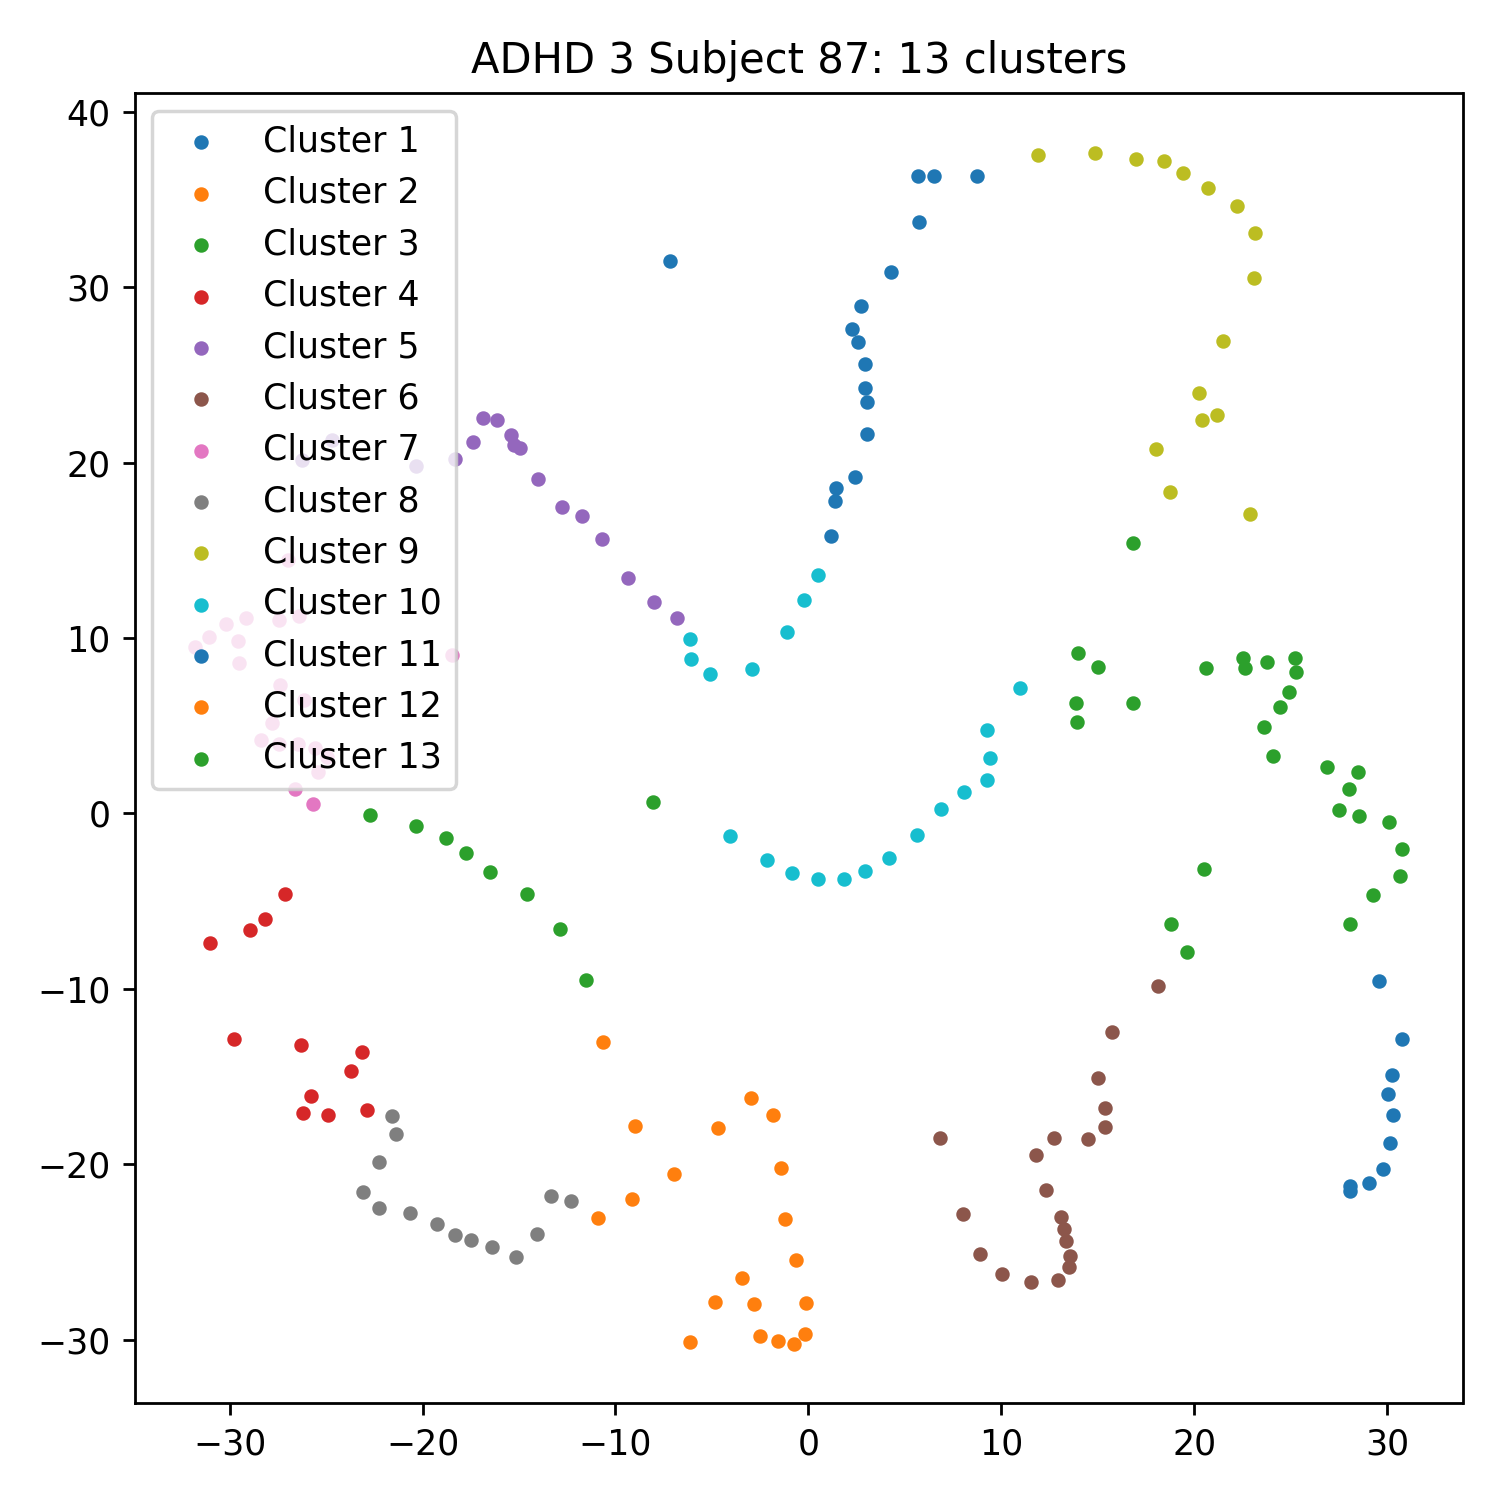 ADHD 3 Subject 87: 13 clusters
40
30
20
10
0
−10
−20
−30
Cluster 1
Cluster 2
Cluster 3
Cluster 4
Cluster 5
Cluster 6
Cluster 7
Cluster 8
Cluster 9
Cluster 10
Cluster 11
Cluster 12
Cluster 13
−30 −20 −10 0 10 20 30